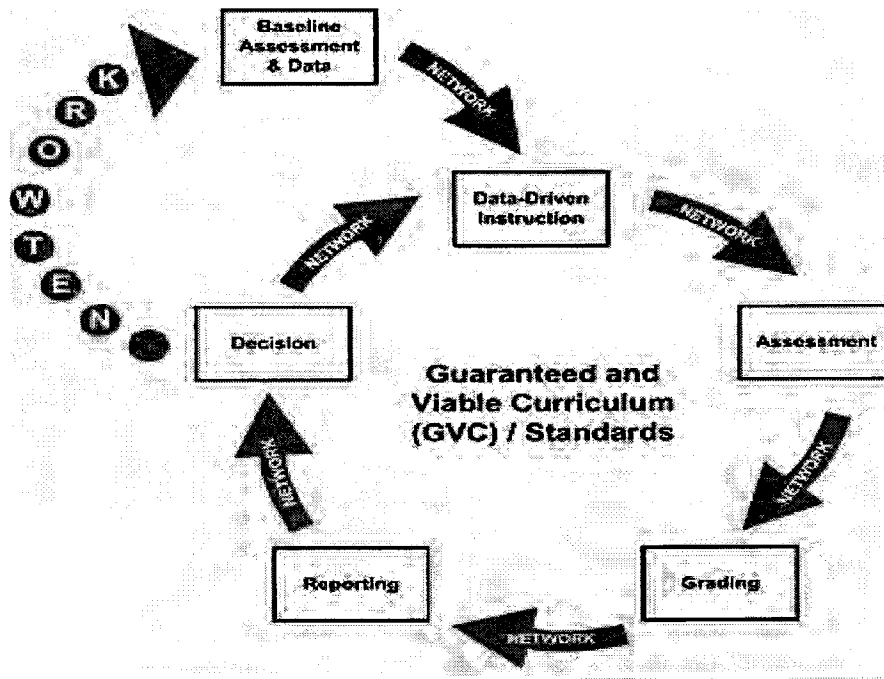 Baseline
Assessment
& Data
NETWORK
Data-Driven
Instruction
NETWORK
Assessment
NETWORK
Grading
NETWORK
Reporting
NETWORK
Decision
NETWORK
NETWORK
Guaranteed and
Viable Curriculum
(GVC) / Standards